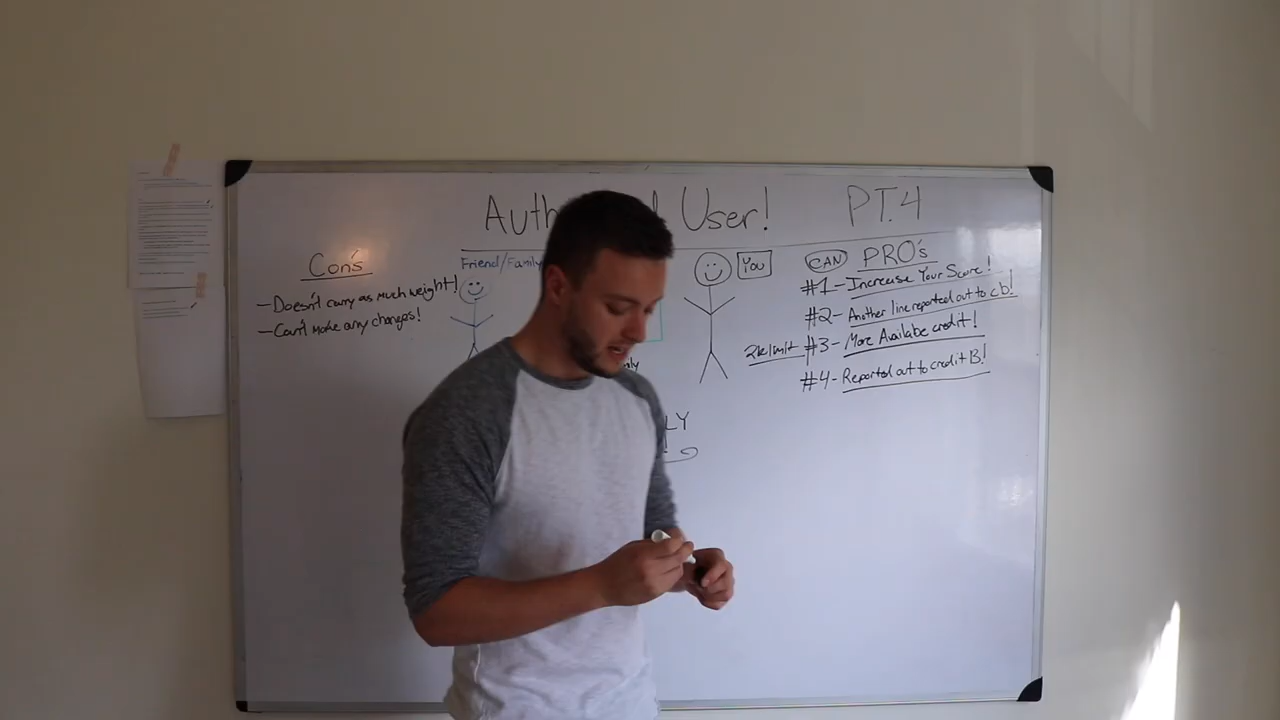 User! PT.4
Con's
- Doesn't carry as much weight!
- Can't make any changes!
Friend/Family
You
CAN PRO's
#1 - Increase Your Score!
#2 - Another line reported out to cb!
2k limit #3 - More Availabe credit!
#4 - Reported out to credit B!